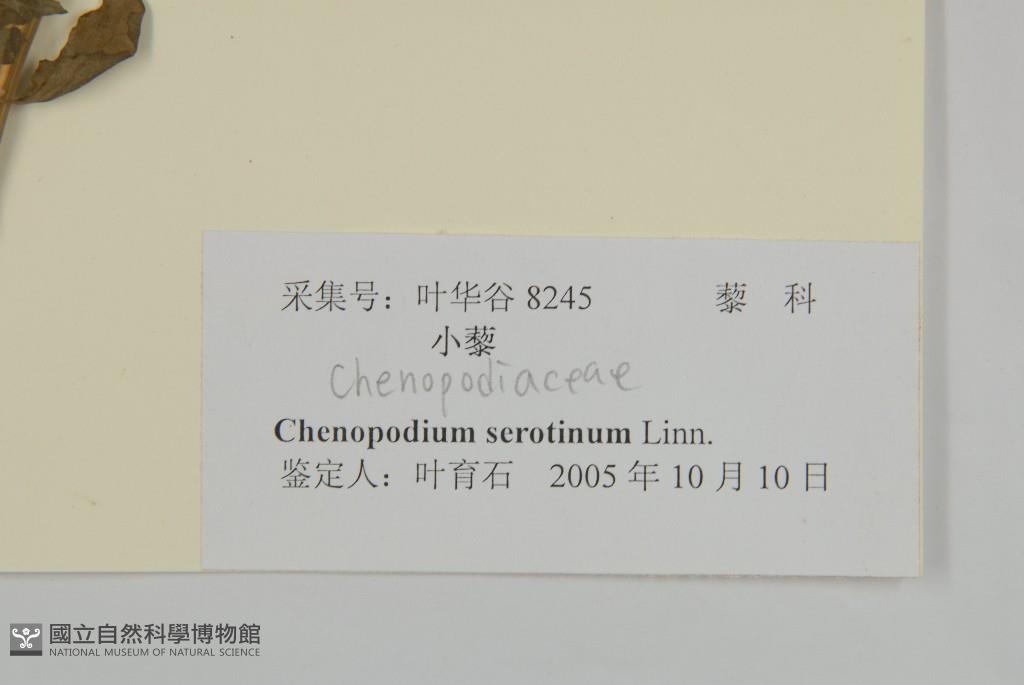 采集号：叶华谷 8245 藜 科
小藜
Chenopodiaceae
Chenopodium serotinum Linn.
鉴定人：叶育石 2005 年 10 月 10 日
國立自然科學博物館
NATIONAL MUSEUM OF NATURAL SCIENCE